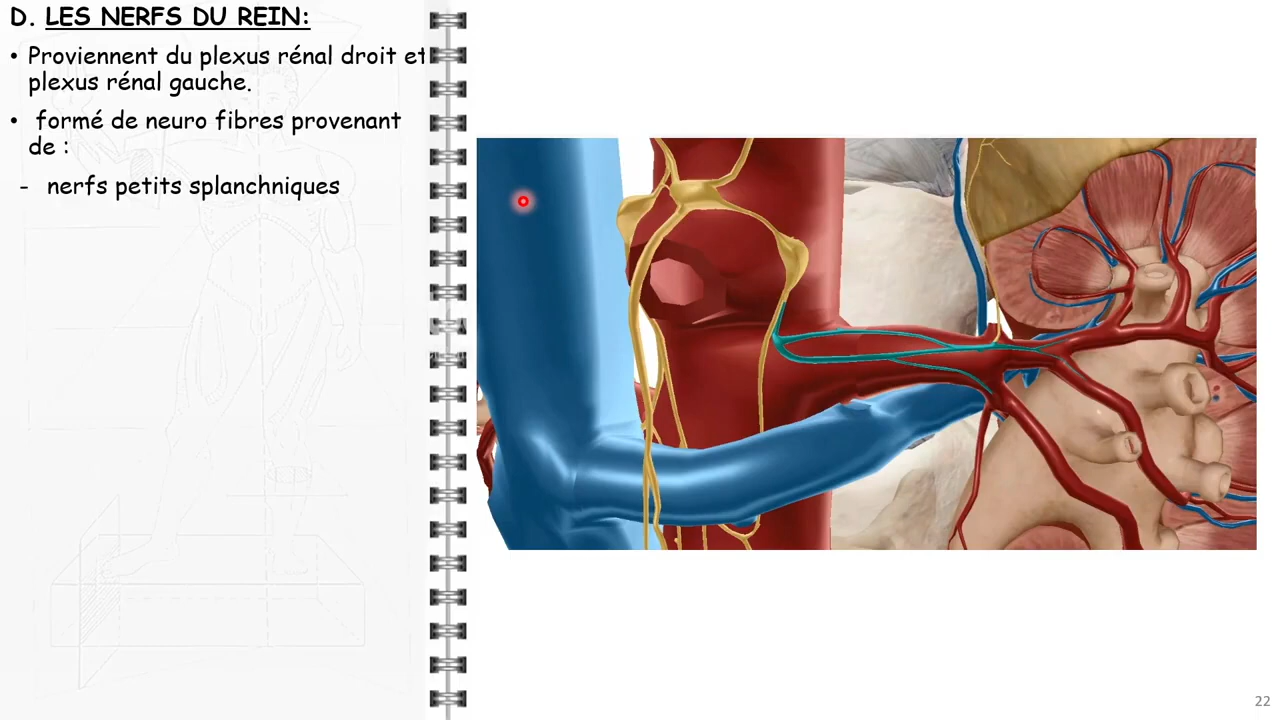 D. LES NERFS DU REIN:
• Proviennent du plexus rénal droit et
plexus rénal gauche.
• formé de neuro fibres provenant
de :
- nerfs petits splanchniques
22